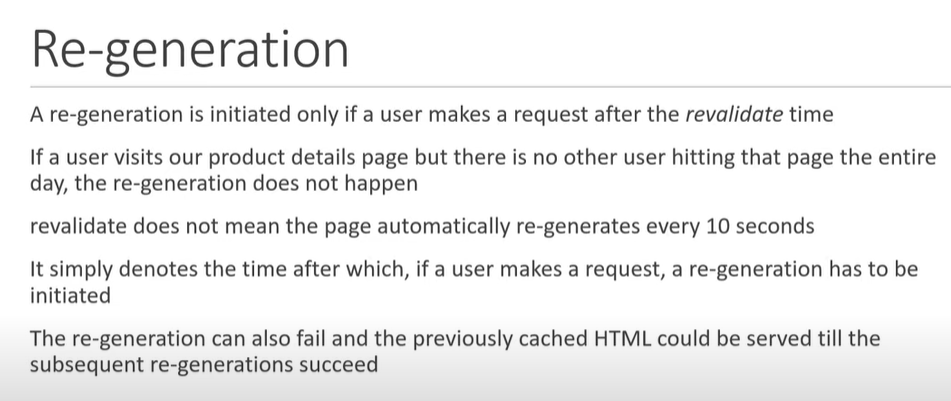 Re-generation
A re-generation is initiated only if a user makes a request after the revalidate time
If a user visits our product details page but there is no other user hitting that page the entire
day, the re-generation does not happen
revalidate does not mean the page automatically re-generates every 10 seconds
It simply denotes the time after which, if a user makes a request, a re-generation has to be
initiated
The re-generation can also fail and the previously cached HTML could be served till the
subsequent re-generations succeed